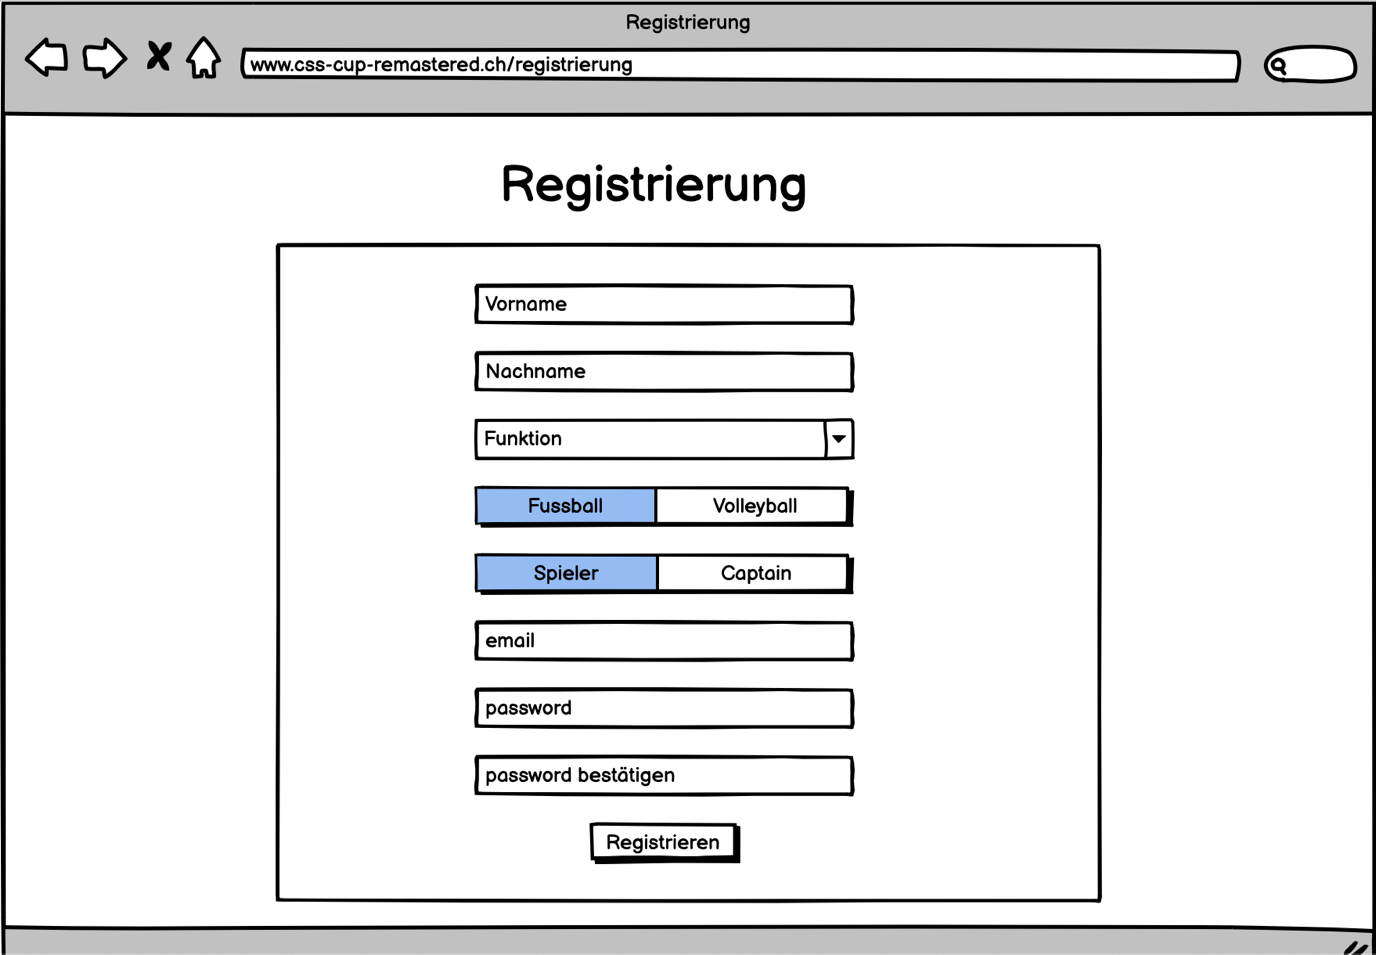 Registrierung
www.css-cup-remastered.ch/registrierung
Registrierung
Vorname
Nachname
Funktion
Fussball Volleyball
Spieler Captain
email
password
password bestätigen
Registrieren